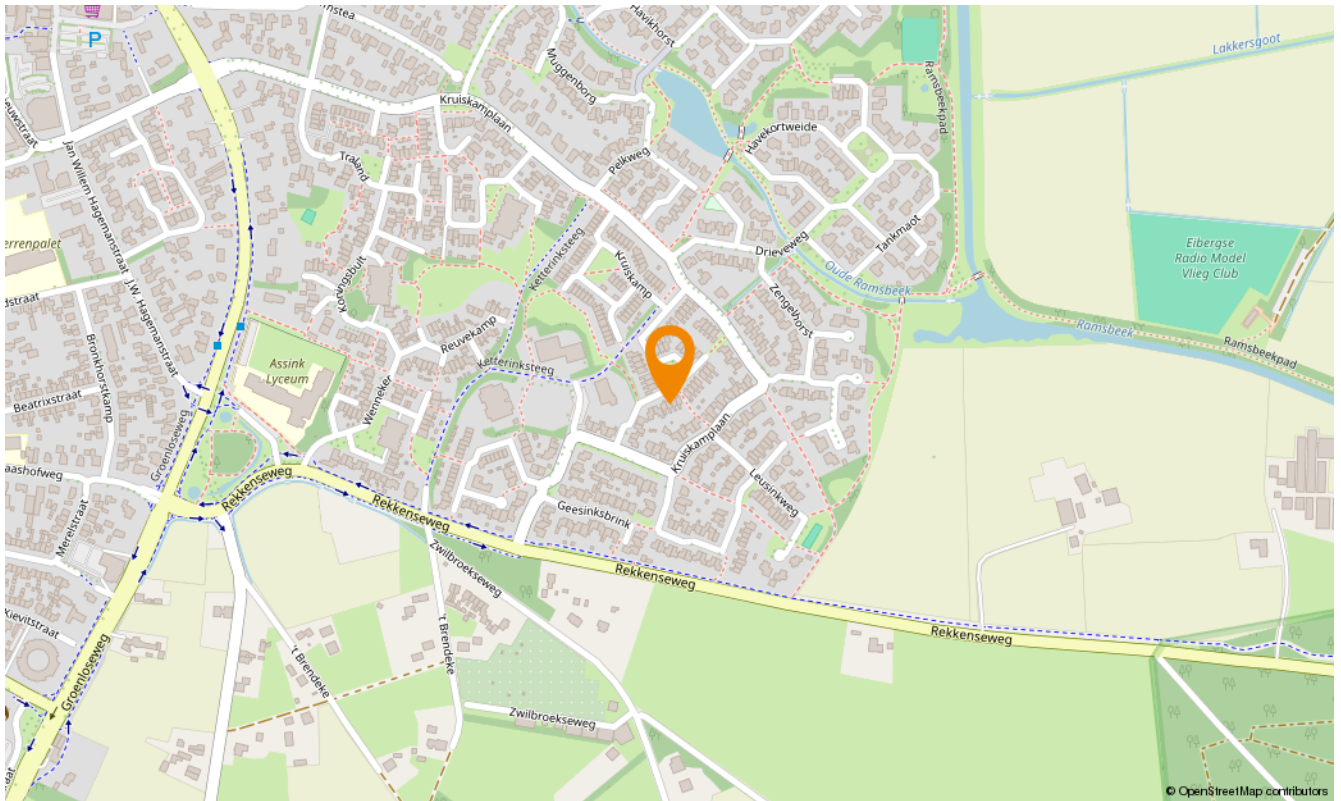 Havikhorst
P
Muggenborg
Lakkersgoot
Ramsbeekpad
Kruiskamplaan
Havekortweide
Jan Willem Hagemanstraat
Traland
Pelkweg
Tankmaot
Drieveweg
Eibergse
Radio Model
Vlieg Club
Ketterinksteeg
Kruiskamp
Oude Ramsbeek
Koningsbult
J.W. Hagemanstraat
Zengelhorst
Ramsbeek
Reuvekamp
Ramsbeekpad
Bronkhorstkamp
Assink
Lyceum
Ketterinksteeg
Beatrixstraat
Wenneker
Groenloseweg
Kruiskamplaan
Rekkenseweg
Leusinkweg
Rekkenseweg
Geesinksbrink
Merelstraat
Zwilbroekseweg
Rekkenseweg
Kievitstraat
't Brendeke
Rekkenseweg
Groenloseweg
't Brendeke
Zwilbroekseweg
© OpenStreetMap contributors